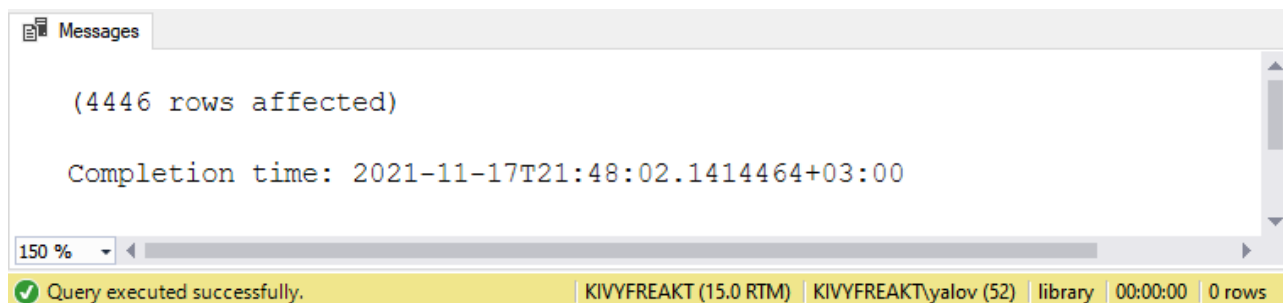 Messages
(4446 rows affected)
Completion time: 2021-11-17T21:48:02.1414464+03:00
150 %
Query executed successfully. KIVYFREAKT (15.0 RTM) KIVYFREAKT\yalov (52) library 00:00:00 0 rows